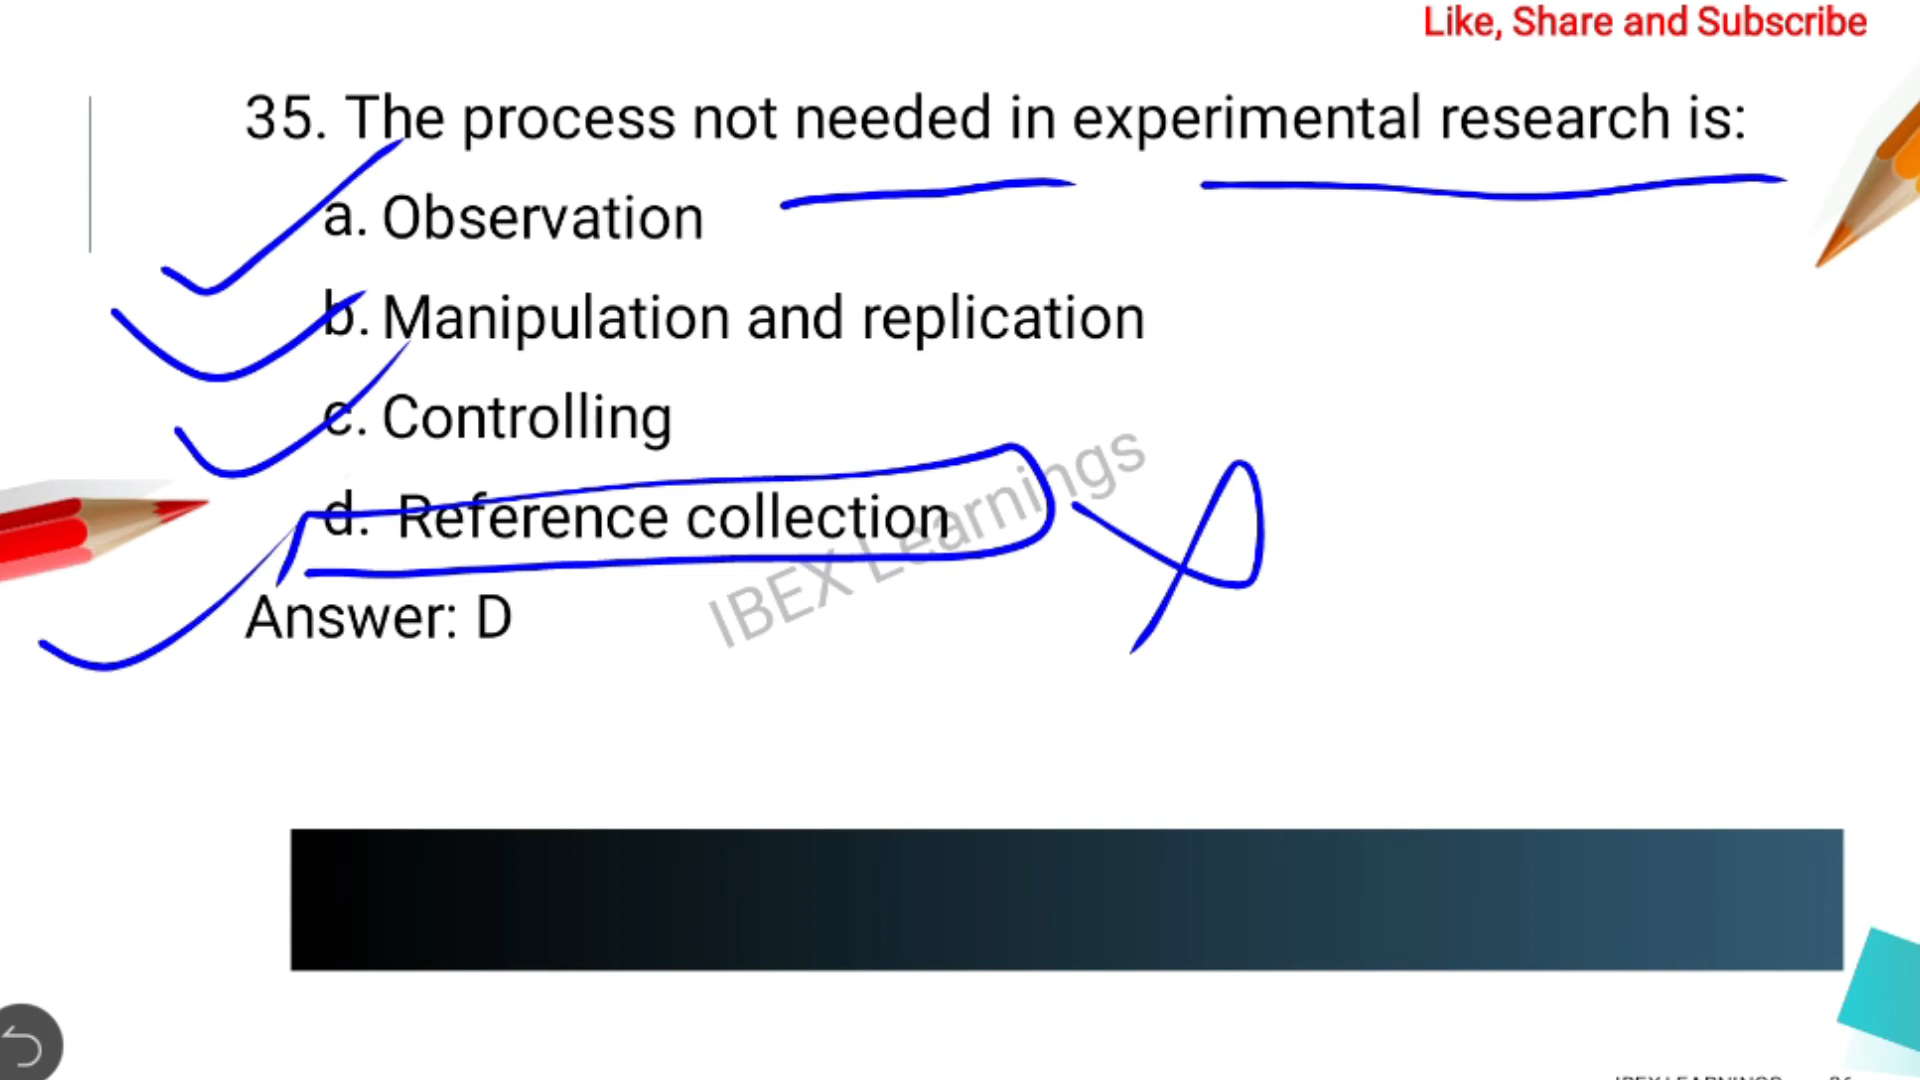 Like, Share and Subscribe
35. The process not needed in experimental research is:
a. Observation
b. Manipulation and replication
c. Controlling
d. Reference collection
IBEX Learnings
Answer: D